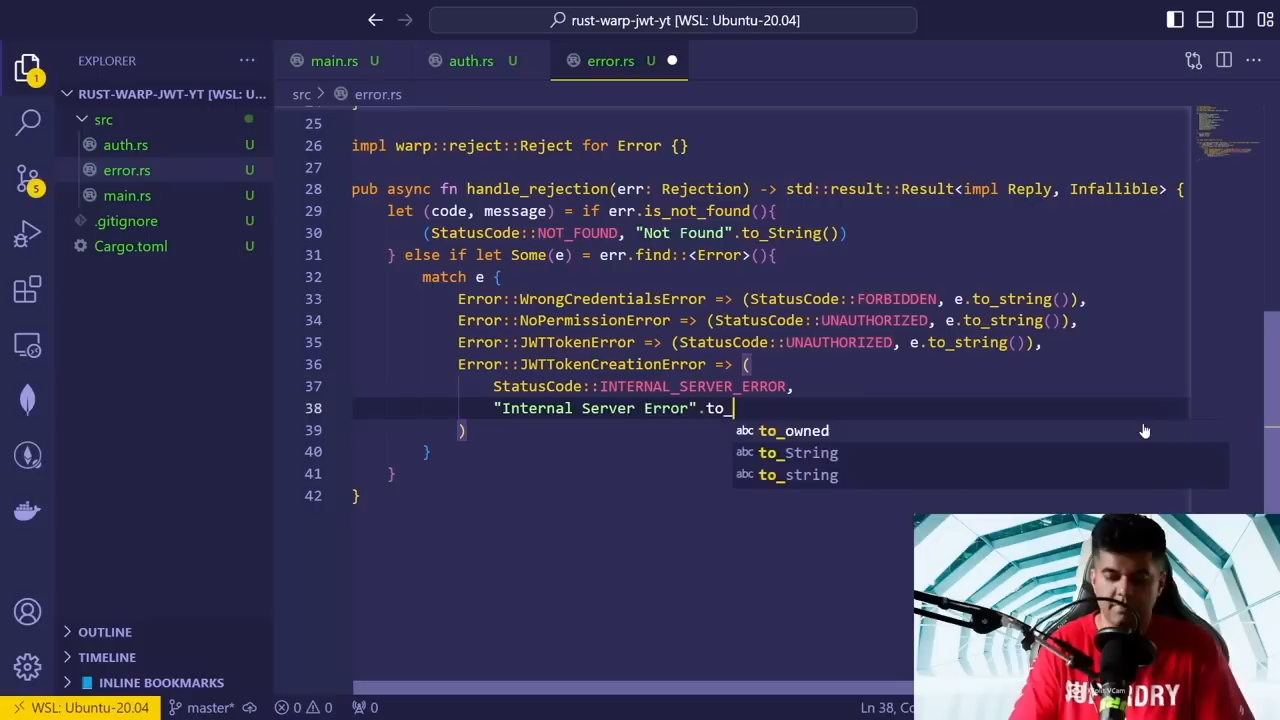 rust-warp-jwt-yt [WSL: Ubuntu-20.04]
1
5
EXPLORER
RUST-WARP-JWT-YT [WSL: U...
src
auth.rs U
error.rs U
main.rs U
.gitignore U
Cargo.toml U
OUTLINE
TIMELINE
INLINE BOOKMARKS
main.rs U auth.rs U error.rs U
src > error.rs
25
26 impl warp::reject::Reject for Error {}
27
28 pub async fn handle_rejection(err: Rejection) -> std::result::Result<impl Reply, Infallible> {
29 let (code, message) = if err.is_not_found(){
30 (StatusCode::NOT_FOUND, "Not Found".to_String())
31 } else if let Some(e) = err.find::<Error>(){
32 match e {
33 Error::WrongCredentialsError => (StatusCode::FORBIDDEN, e.to_string()),
34 Error::NoPermissionError => (StatusCode::UNAUTHORIZED, e.to_string()),
35 Error::JWTTokenError => (StatusCode::UNAUTHORIZED, e.to_string()),
36 Error::JWTTokenCreationError => (
37 StatusCode::INTERNAL_SERVER_ERROR,
38 "Internal Server Error".to_
39 )
40 }
41 }
42 }
abc to_owned
abc to_String
abc to_string
WSL: Ubuntu-20.04 master* 0 0 0 Ln 38, Co